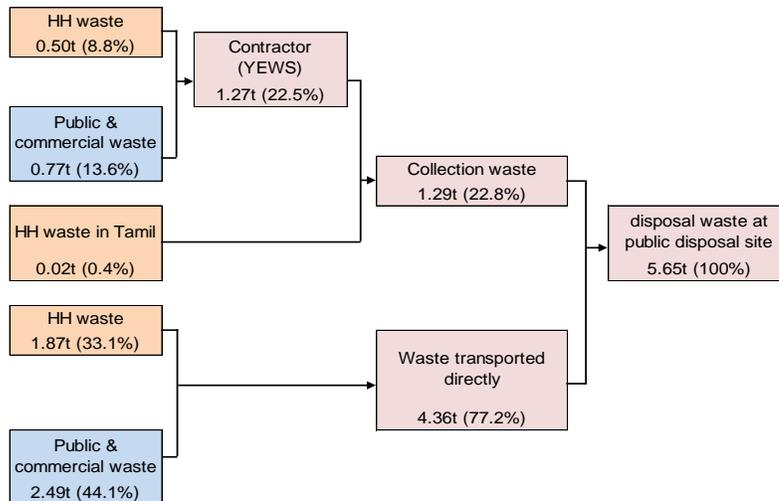 HH waste
0.50t (8.8%)
Contractor
(YEWS)
1.27t (22.5%)
Public &
commercial waste
0.77t (13.6%)
Collection waste
1.29t (22.8%)
HH waste in Tamil
0.02t (0.4%)
disposal waste at
public disposal site
5.65t (100%)
HH waste
1.87t (33.1%)
Waste transported
directly
4.36t (77.2%)
Public &
commercial waste
2.49t (44.1%)